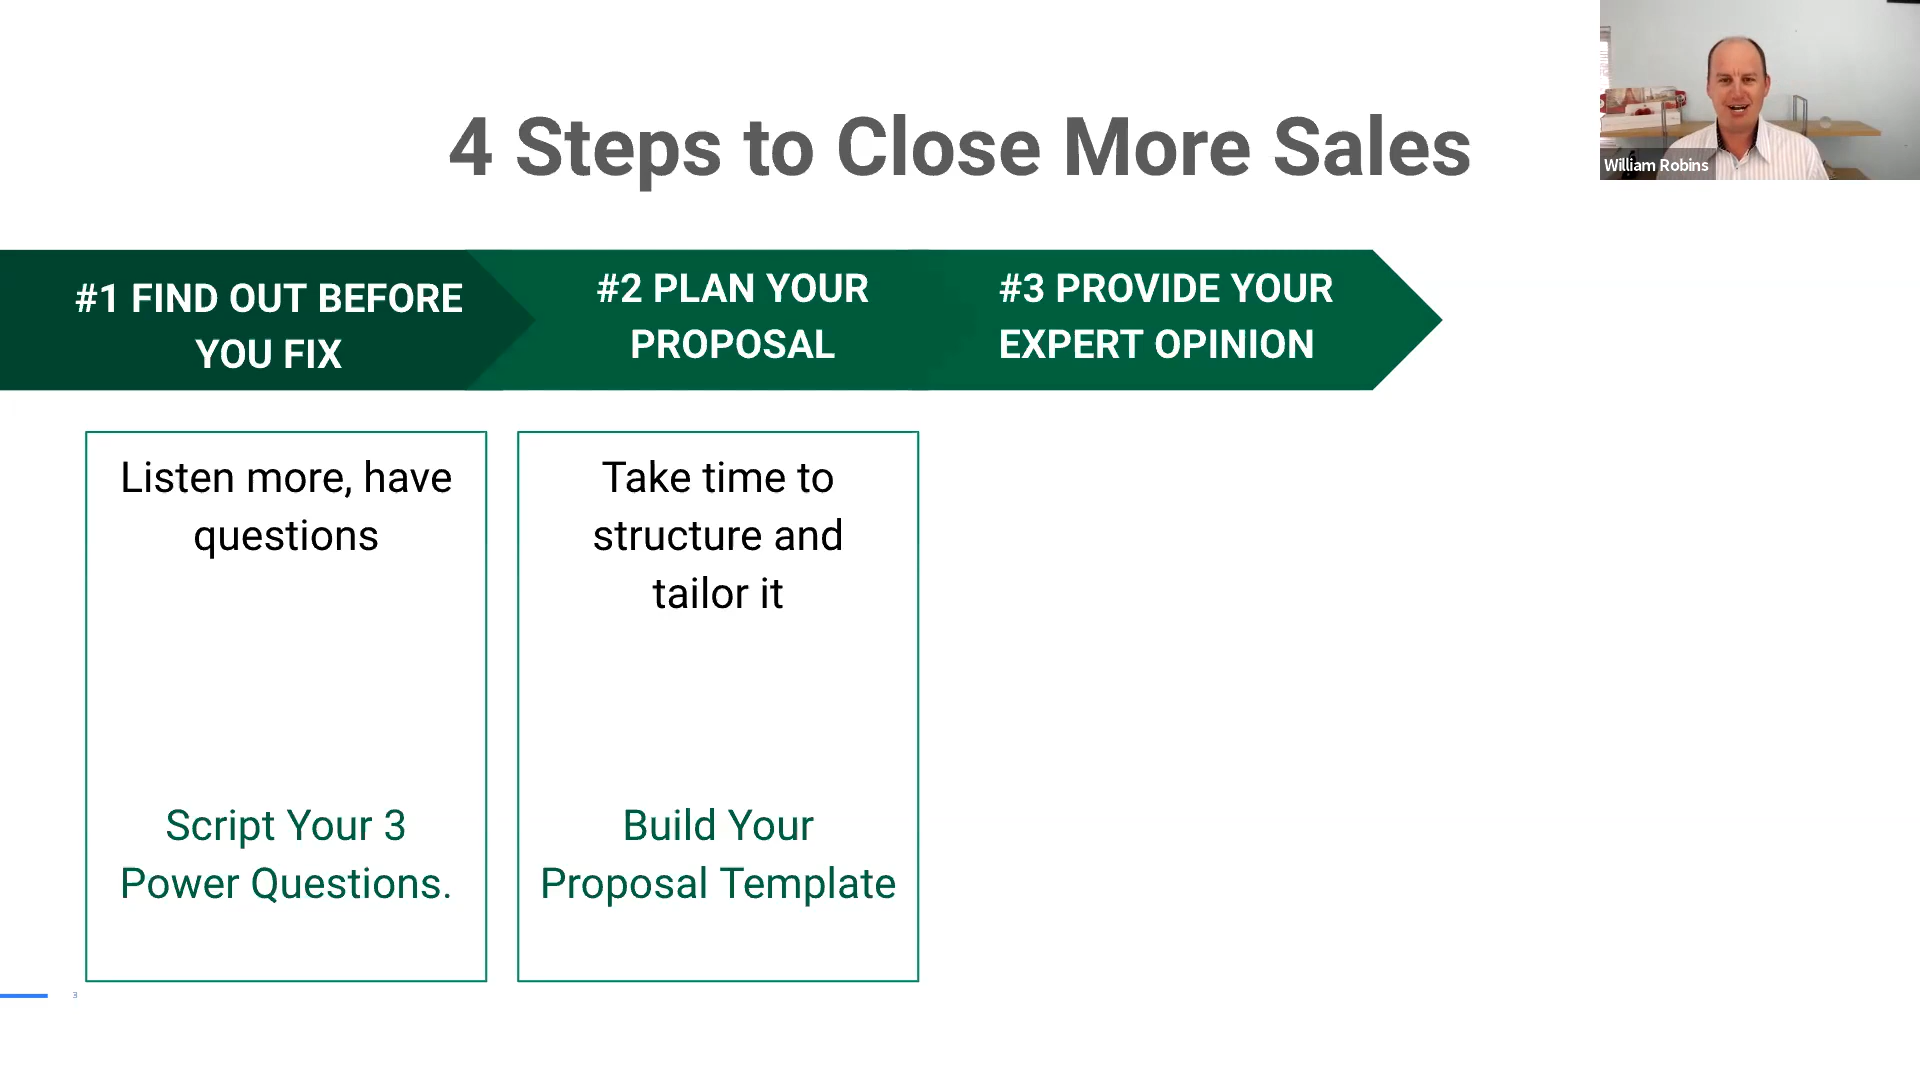 4 Steps to Close More Sales
William Robins
#1 FIND OUT BEFORE
YOU FIX
#2 PLAN YOUR
PROPOSAL
#3 PROVIDE YOUR
EXPERT OPINION
Listen more, have
questions
Script Your 3
Power Questions.
Take time to
structure and
tailor it
Build Your
Proposal Template
3